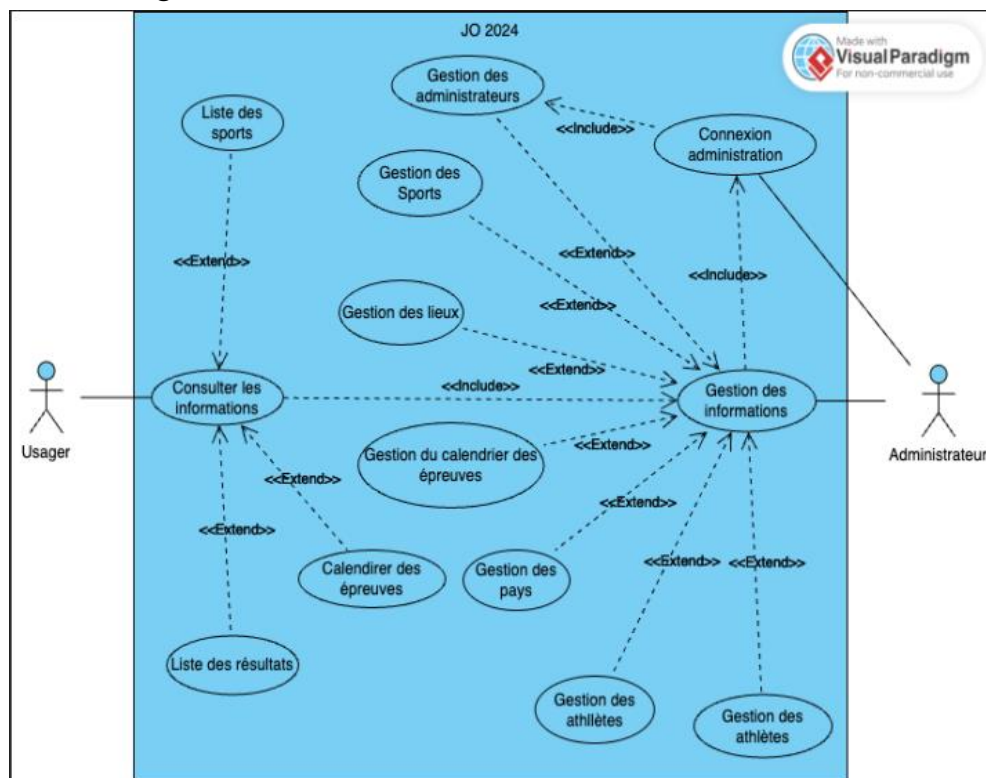 JO 2024
Made with
Visual Paradigm
For non-commercial use
Gestion des
administrateurs
Liste des
sports
<<Include>>
Connexion
administration
Gestion des
Sports
<<Extend>>
<<Extend>>
<<Include>>
<<Extend>>
Gestion des lieux
<<Extend>>
Consulter les
informations
<<Include>>
Gestion des
informations
Usager
Administrateur
Gestion du calendrier des
épreuves
<<Extend>>
<<Extend>>
<<Extend>>
<<Extend>>
<<Extend>>
<<Extend>>
Calendirer des
épreuves
Gestion des
pays
Liste des résultats
Gestion des
athllètes
Gestion des
athlètes